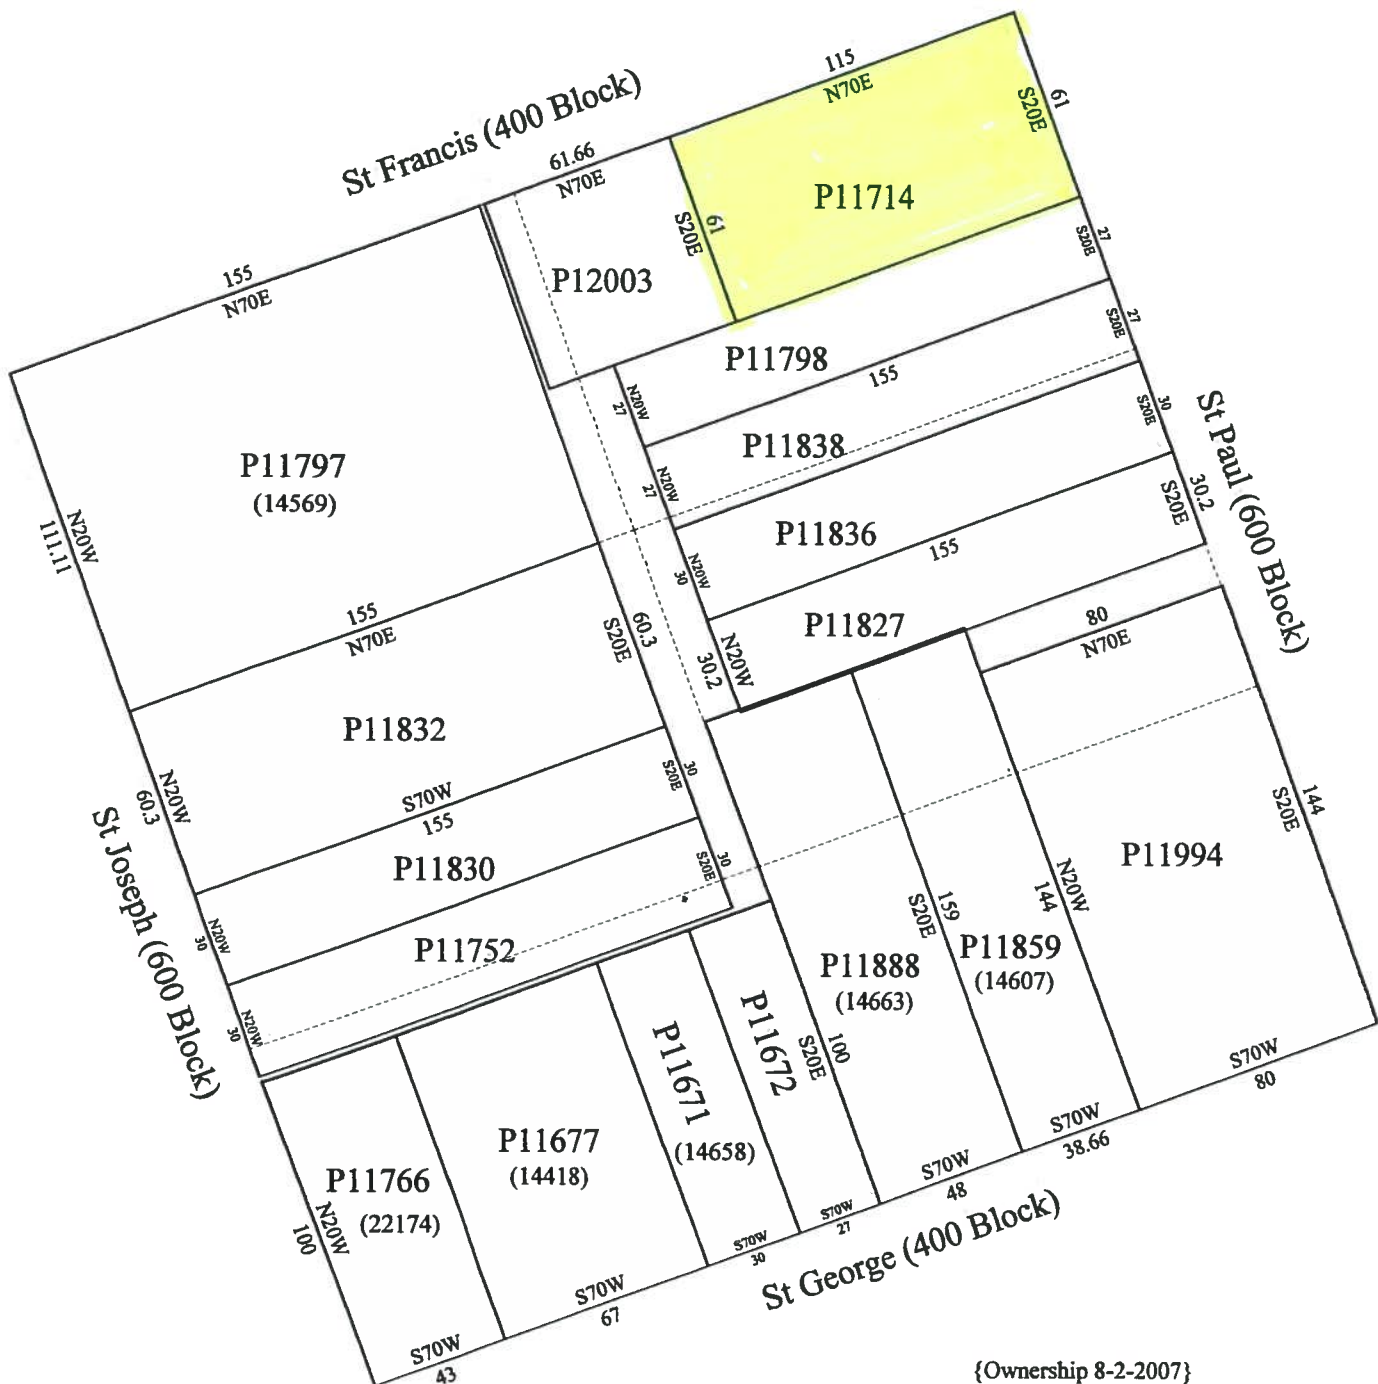 St Francis (400 Block)
115
N70E
61
S20E
P11714
61.66
N70E
61
S20E
P12003
155
N70E
27
S20E
P11798
155
N20W
27
27
S20E
P11838
N20W
27
P11797
(14569)
N20W
111.11
30
S20E
P11836
155
N20W
30
St Paul (600 Block)
30.2
S20E
P11827
N20W
30.2
155
N70E
60.3
S20E
80
N70E
P11832
S70W
155
N20W
60.3
30
S20E
P11830
N20W
30
30
S20E
P11752
N20W
30
St Joseph (600 Block)
144
S20E
P11994
N20W
144
159
S20E
P11859
(14607)
P11888
(14663)
100
S20E
P11672
P11671
(14658)
P11677
(14418)
P11766
(22174)
N20W
100
S70W
80
S70W
38.66
S70W
48
S70W
27
S70W
30
S70W
67
S70W
43
St George (400 Block)
{Ownership 8-2-2007}